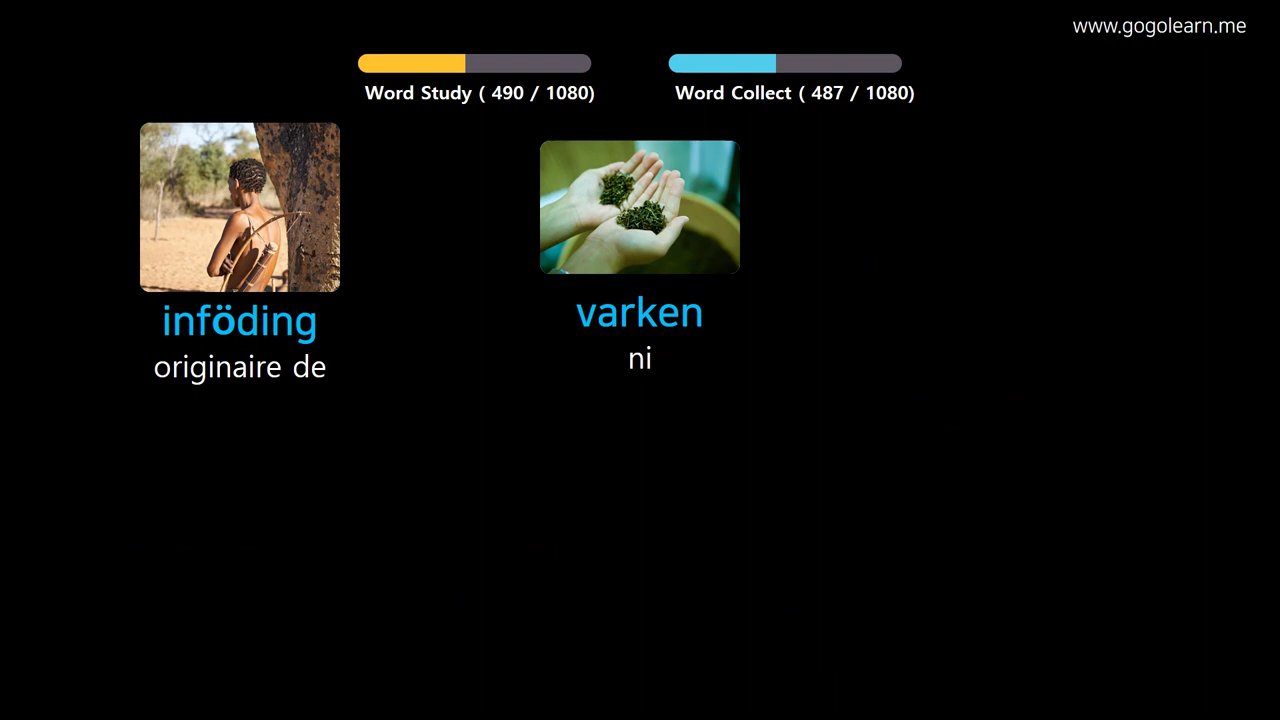 www.gogolearn.me
Word Study ( 490 / 1080)
Word Collect ( 487 / 1080)
inföding
originaire de
varken
ni